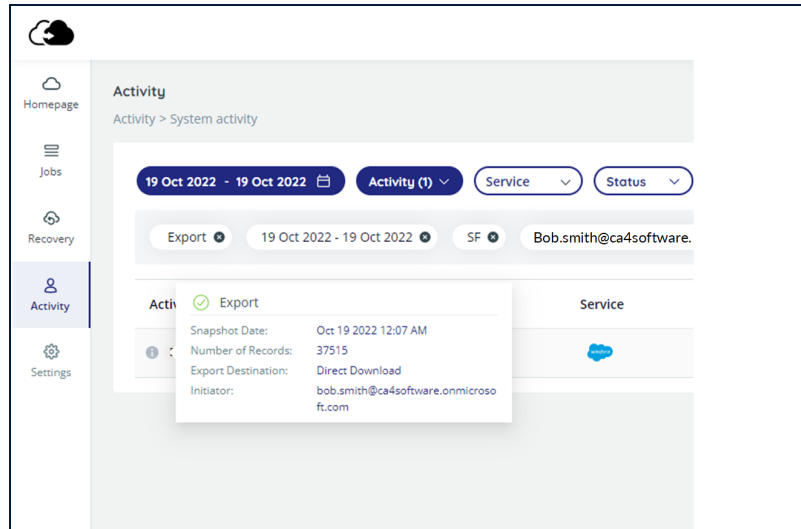 Homepage
Jobs
Recovery
Activity
Settings
Activity
Activity > System activity
19 Oct 2022 - 19 Oct 2022
Activity (1)
Service
Status
Export
19 Oct 2022 - 19 Oct 2022
SF
Bob.smith@ca4software.
Activ
Service
Export
Snapshot Date: Oct 19 2022 12:07 AM
Number of Records: 37515
Export Destination: Direct Download
Initiator: bob.smith@ca4software.onmicroso
ft.com
salesforce